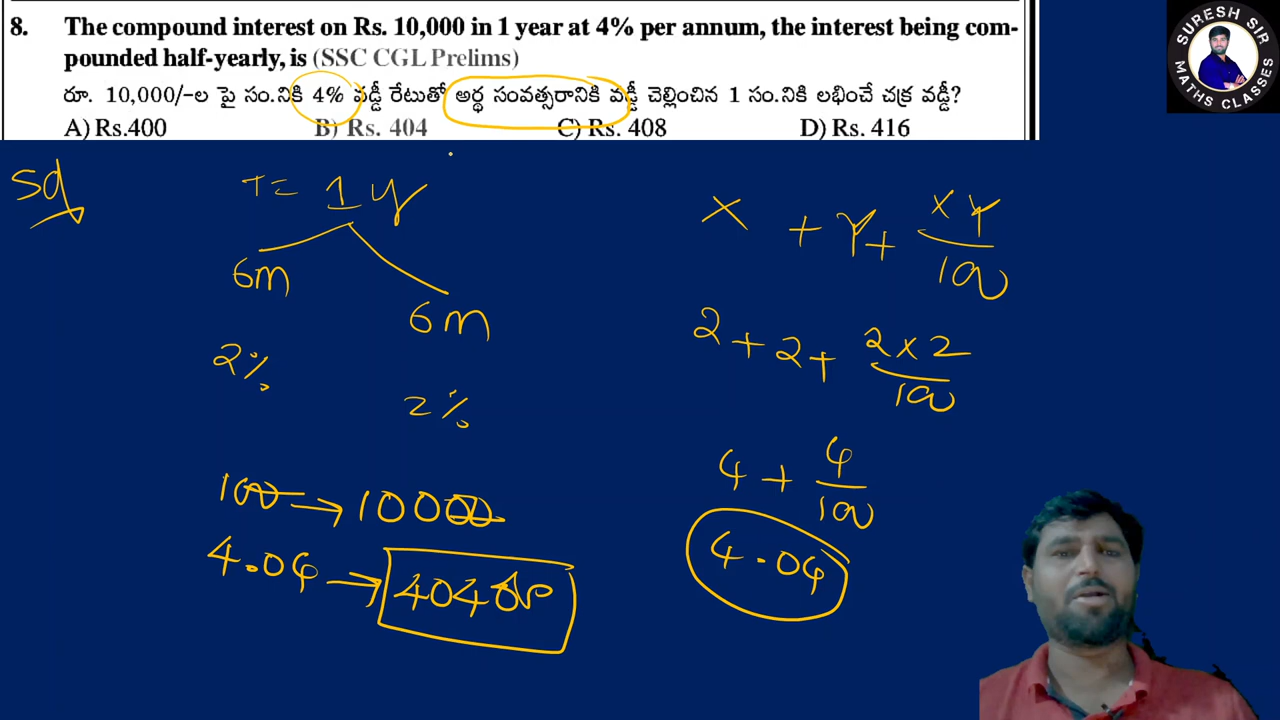 8. The compound interest on Rs. 10,000 in 1 year at 4% per annum, the interest being com-
pounded half-yearly, is (SSC CGL Prelims)
రూ. 10,000/-ల పై సం.నికి 4% వడ్డీ రేటుతో అర్ధ సంవత్సరానికి వడ్డీ చెల్లించిన 1 సం.నికి లభించే చక్ర వడ్డీ?
A) Rs.400 B) Rs. 404 C) Rs. 408 D) Rs. 416
SURESH SIR
MATHS CLASSES
T = 1 y
6m
6m
2%
2%
100 → 10000
4.04 →
X + Y + XY/100
2 + 2 + 2×2/100
4 + 4/100
4.04